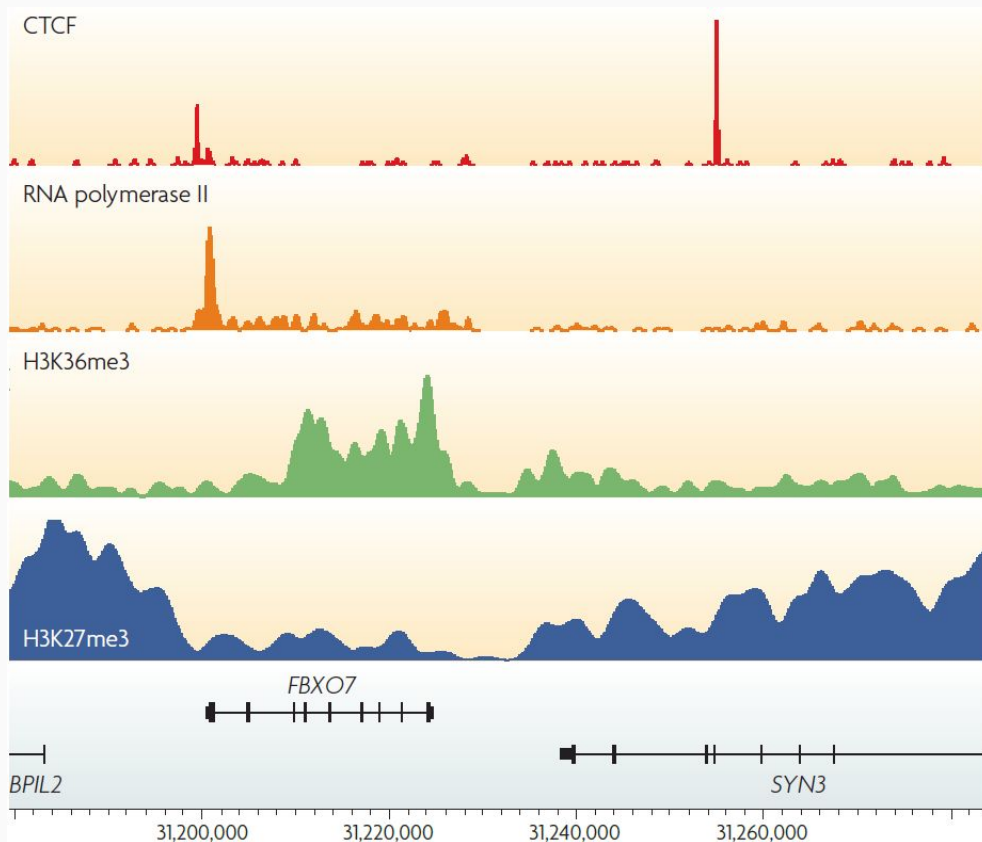 CTCF
RNA polymerase II
H3K36me3
H3K27me3
FBXO7
BPIL2
SYN3
31,200,000
31,220,000
31,240,000
31,260,000